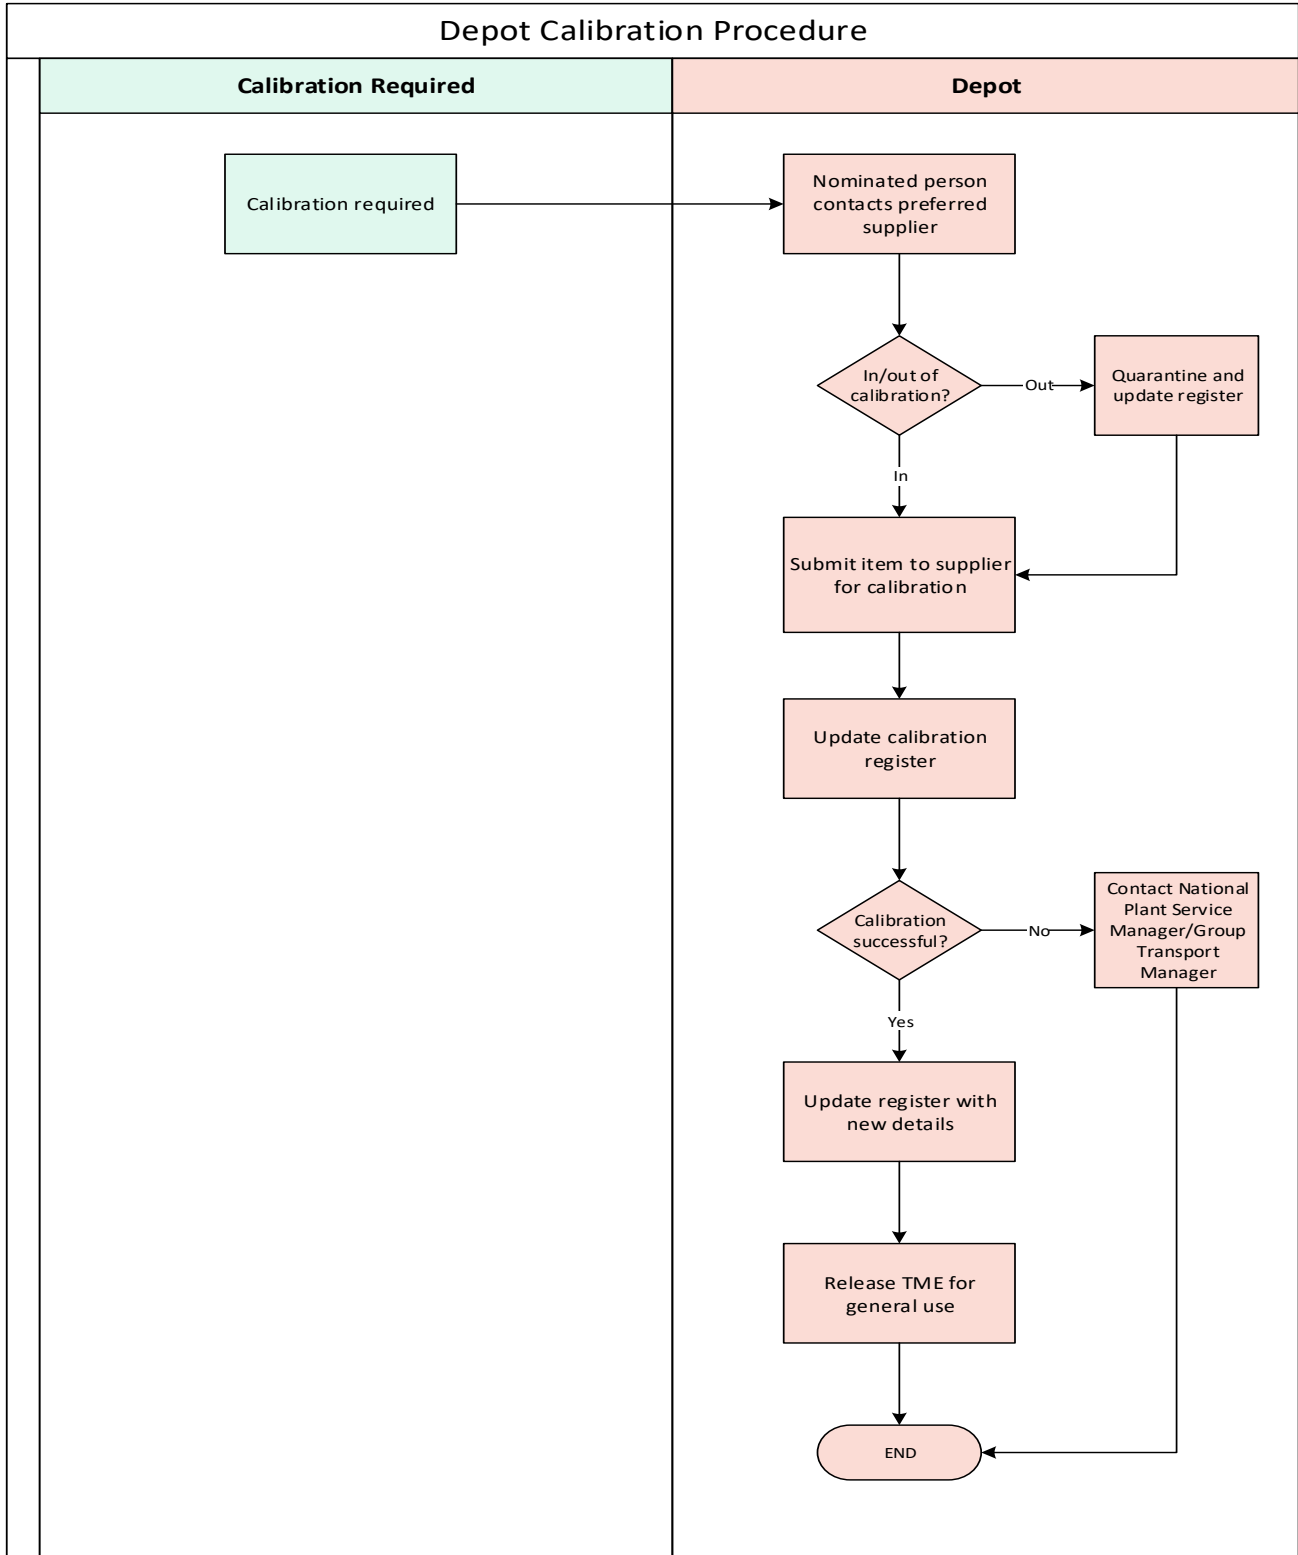 Depot Calibration Procedure
Calibration Required
Depot
Calibration required
Nominated person
contacts preferred
supplier
In/out of
calibration?
Out
Quarantine and
update register
In
Submit item to supplier
for calibration
Update calibration
register
Calibration
successful?
No
Contact National
Plant Service
Manager/Group
Transport
Manager
Yes
Update register with
new details
Release TME for
general use
END